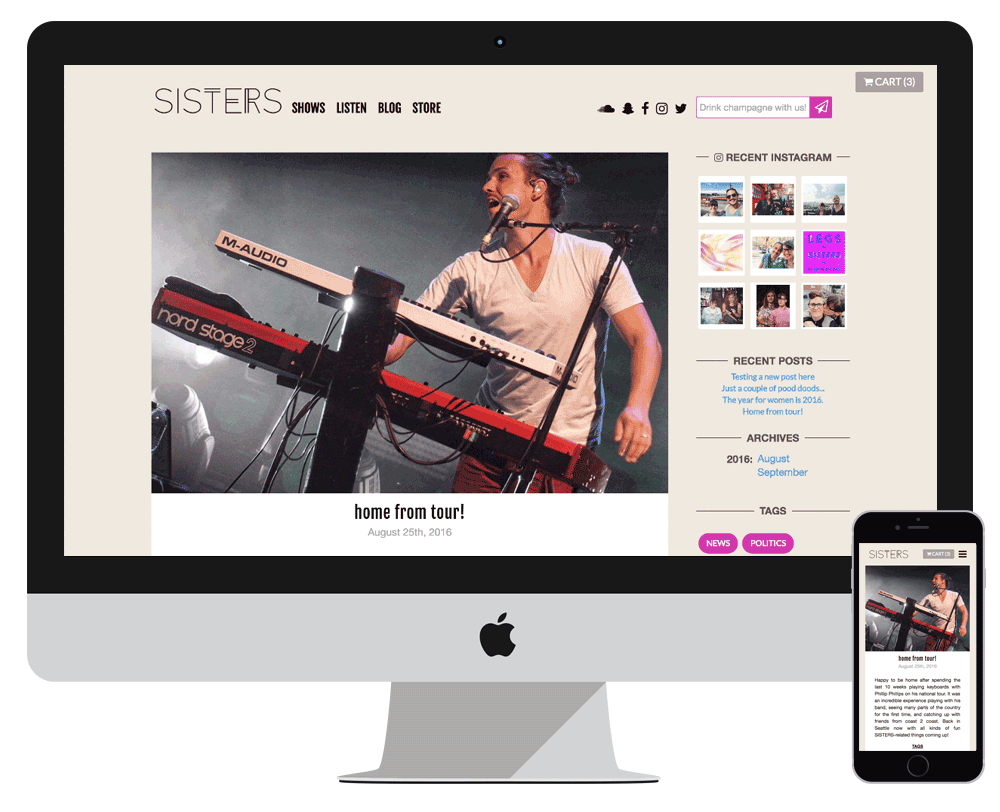 CART (3)
SISTERS SHOWS LISTEN BLOG STORE
Drink champagne with us!
M-AUDIO
nord stage 2
home from tour!
August 25th, 2016
RECENT INSTAGRAM
LEGS
SISTERS
RECENT POSTS
Testing a new post here
Just a couple of pood doods...
The year for women is 2016.
Home from tour!
ARCHIVES
2016: August
September
TAGS
NEWS POLITICS
SISTERS CART (3)
home from tour!
August 25th, 2016
Happy to be home after spending the
last 10 weeks playing keyboards with
Phillip Phillips on his national tour. It was
an incredible experience playing with his
band, seeing many parts of the country
for the first time, and catching up with
friends from coast 2 coast. Back in
Seattle now with all kinds of fun
SISTERS-related things coming up!
TAGS